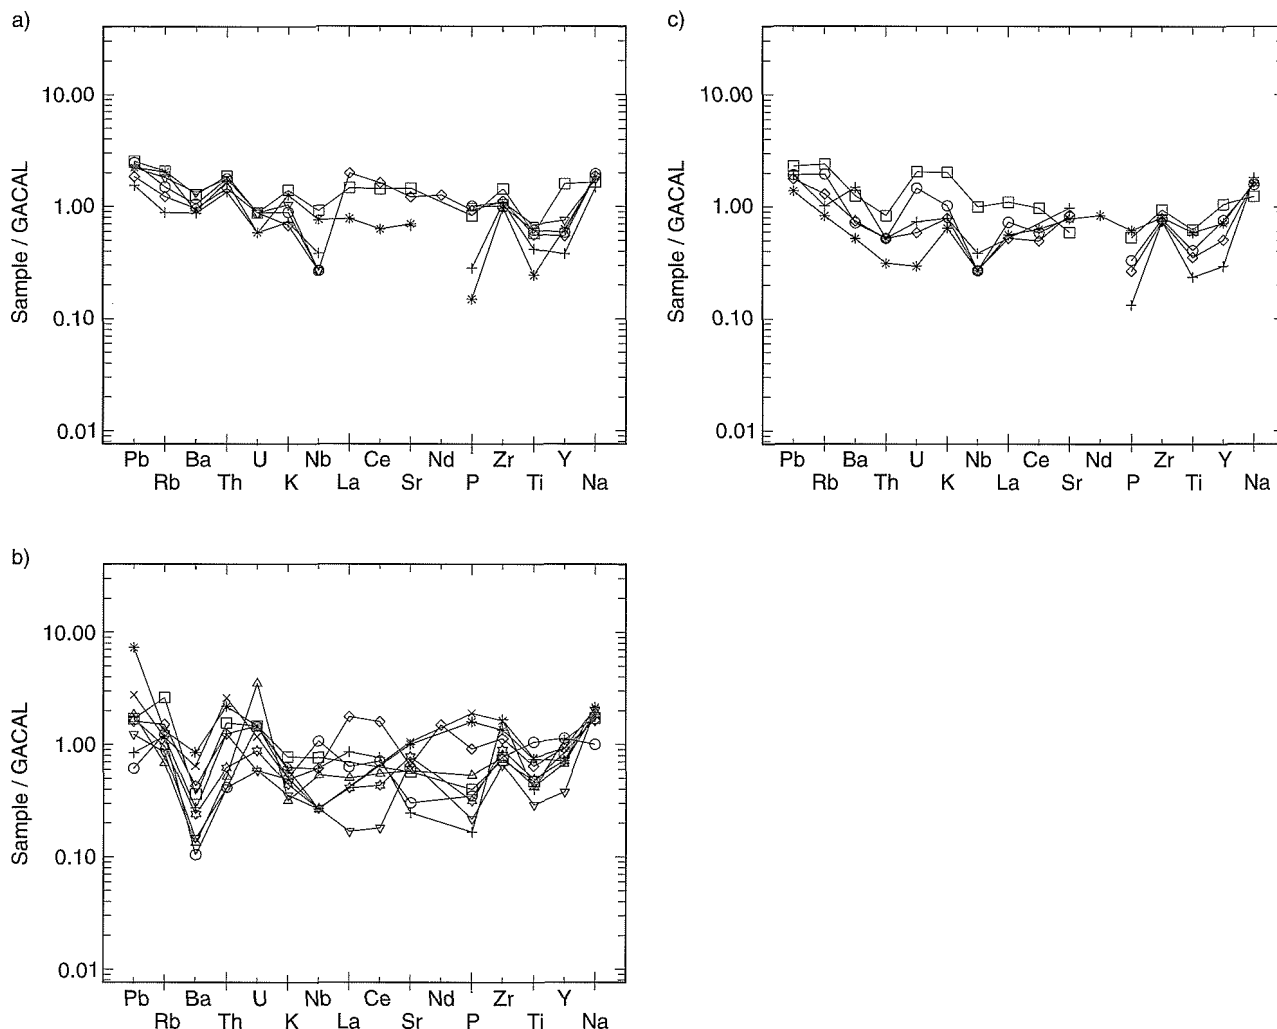 a)
Sample / GACAL
10.00
1.00
0.10
0.01
Pb Ba U Nb Ce Nd Zr Y
Rb Th K La Sr P Ti Na
c)
Sample / GACAL
10.00
1.00
0.10
0.01
Pb Ba U Nb Ce Nd Zr Y
Rb Th K La Sr P Ti Na
b)
Sample / GACAL
10.00
1.00
0.10
0.01
Pb Ba U Nb Ce Nd Zr Y
Rb Th K La Sr P Ti Na